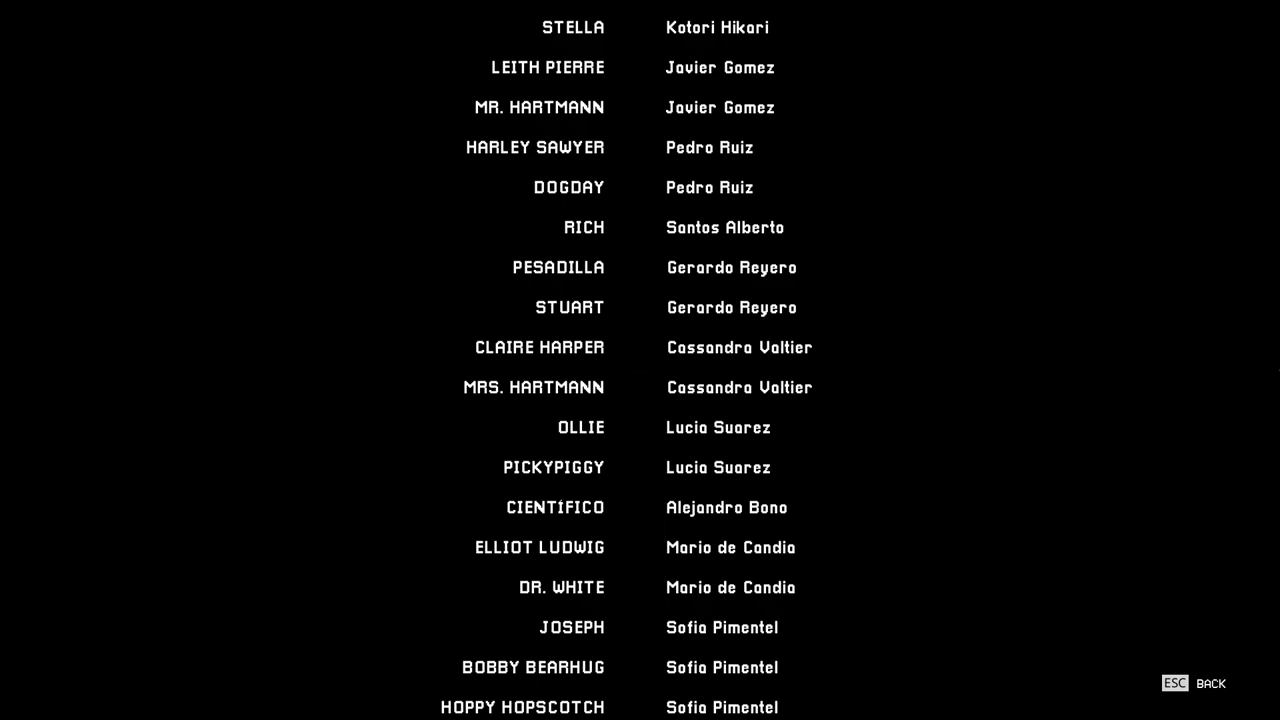 STELLA Kotori Hikari
LEITH PIERRE Javier Gomez
MR. HARTMANN Javier Gomez
HARLEY SAWYER Pedro Ruiz
DOGDAY Pedro Ruiz
RICH Santos Alberto
PESADILLA Gerardo Reyero
STUART Gerardo Reyero
CLAIRE HARPER Cassandra Valtier
MRS. HARTMANN Cassandra Valtier
OLLIE Lucia Suarez
PICKYPIGGY Lucia Suarez
CIENTÍFICO Alejandro Bono
ELLIOT LUDWIG Mario de Candia
DR. WHITE Mario de Candia
JOSEPH Sofia Pimentel
BOBBY BEARHUG Sofia Pimentel
ESC BACK
HOPPY HOPSCOTCH Sofia Pimentel